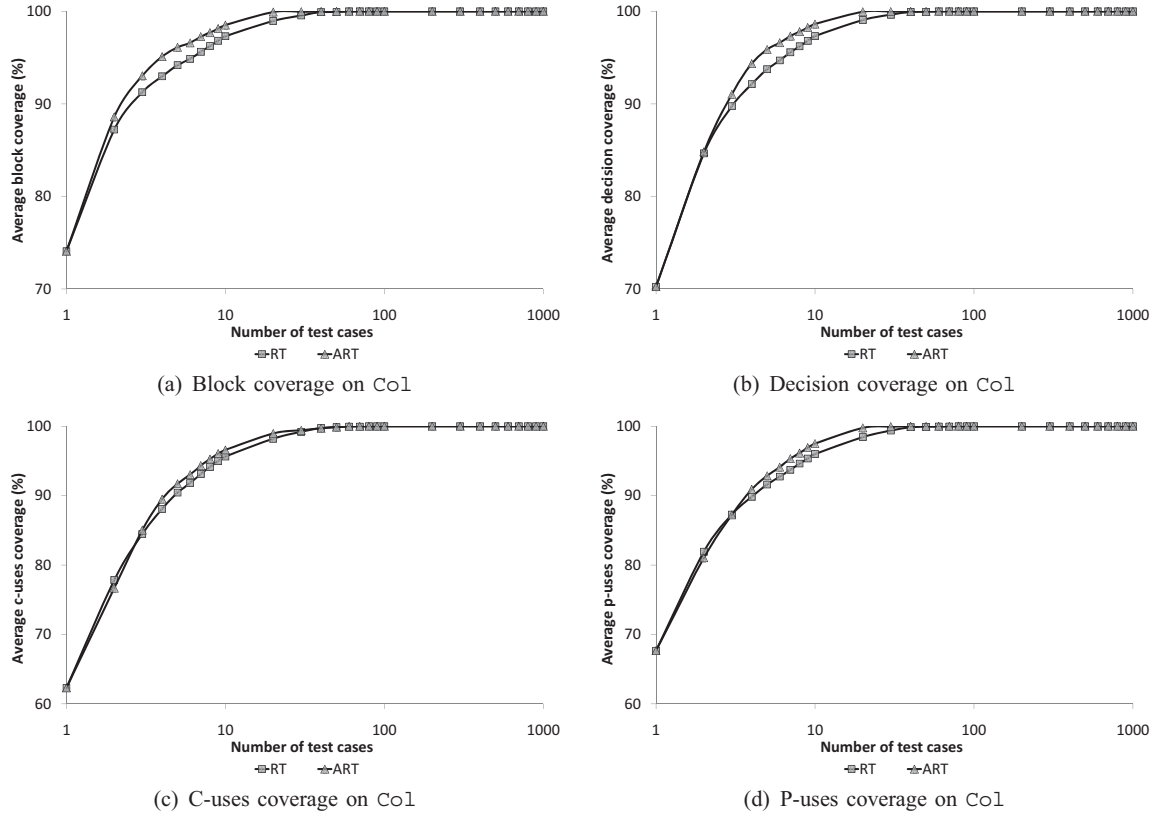 100
90
80
70
Average block coverage (%)
1 10 100 1000
Number of test cases
RT ART
(a) Block coverage on Col
100
90
80
70
Average decision coverage (%)
1 10 100 1000
Number of test cases
RT ART
(b) Decision coverage on Col
100
90
80
70
60
Average c-uses coverage (%)
1 10 100 1000
Number of test cases
RT ART
(c) C-uses coverage on Col
100
90
80
70
60
Average p-uses coverage (%)
1 10 100 1000
Number of test cases
RT ART
(d) P-uses coverage on Col